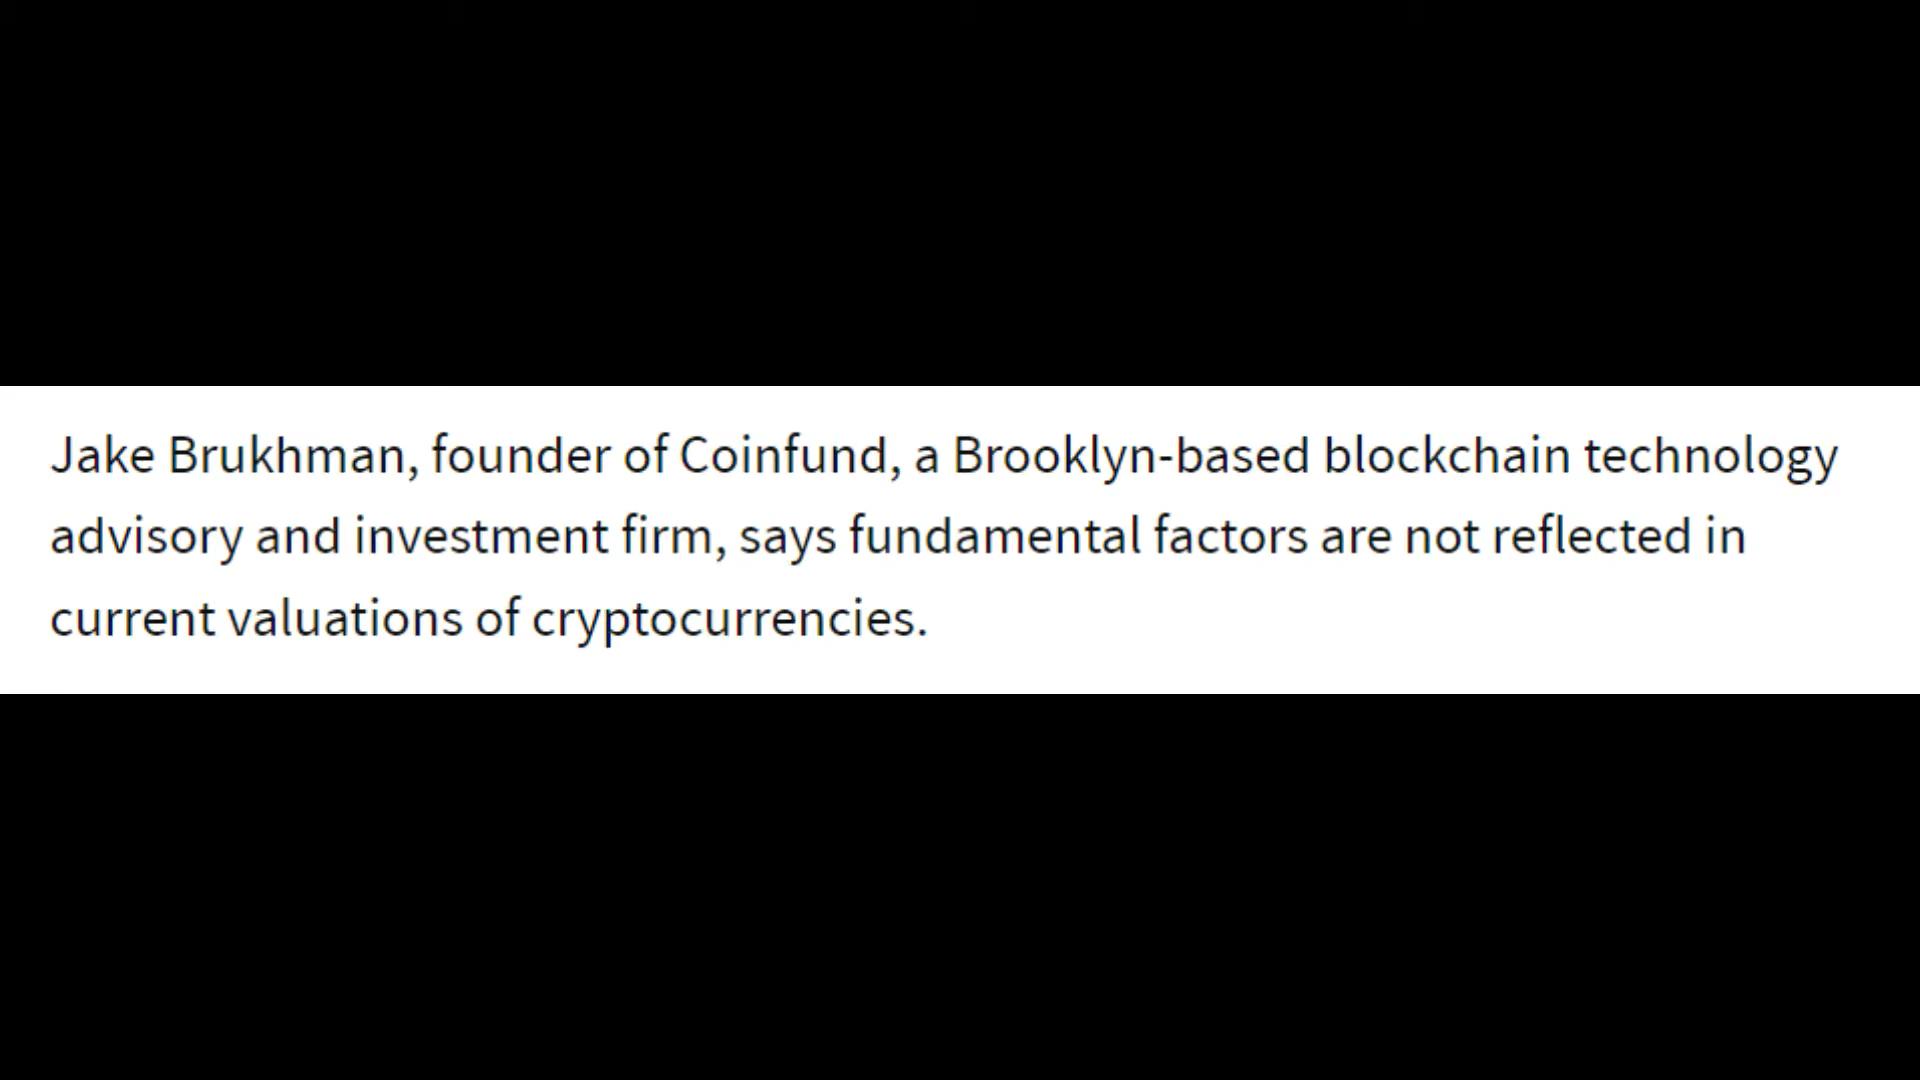 Jake Brukhman, founder of Coinfund, a Brooklyn-based blockchain technology
advisory and investment firm, says fundamental factors are not reflected in
current valuations of cryptocurrencies.